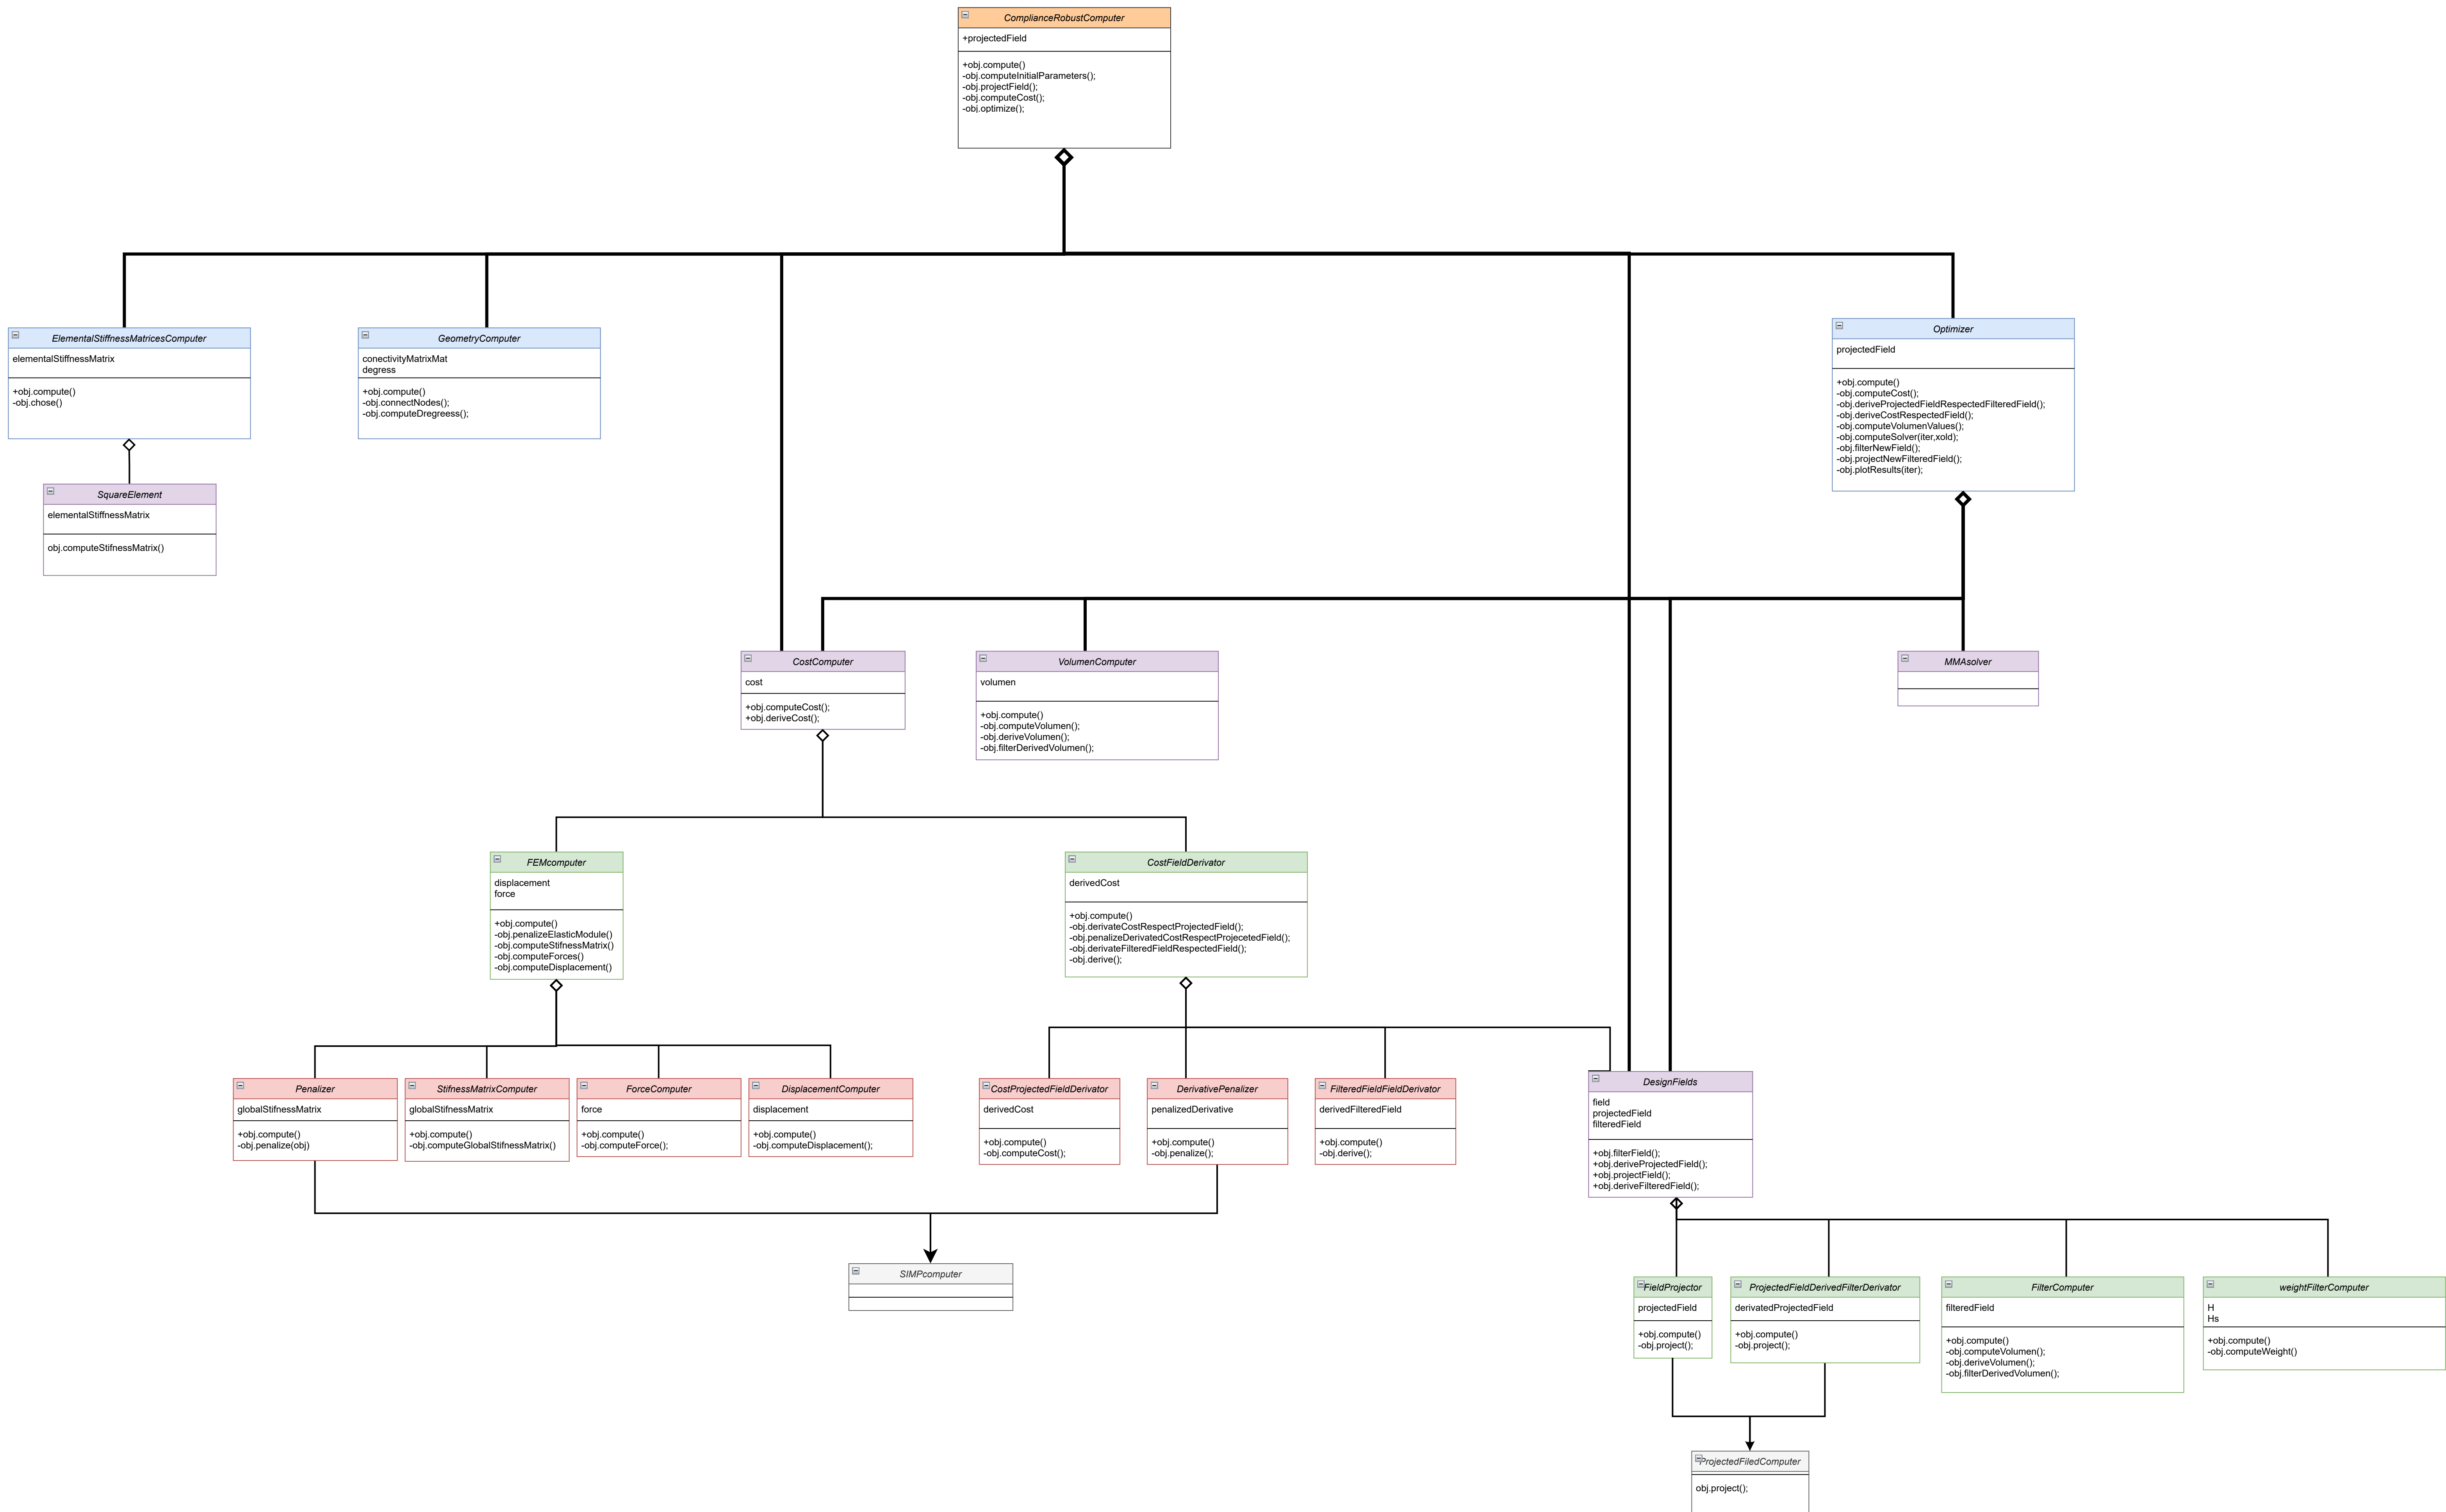 ComplianceRobustComputer
+projectedField
+obj.compute()
-obj.computeInitialParameters();
-obj.projectField();
-obj.computeCost();
-obj.optimize();
ElementalStiffnessMatricesComputer
elementalStiffnessMatrix
+obj.compute()
-obj.chose()
GeometryComputer
conectivityMatrixMat
degress
+obj.compute()
-obj.connectNodes();
-obj.computeDregreess();
Optimizer
projectedField
+obj.compute()
-obj.computeCost();
-obj.deriveProjectedFieldRespectedFilteredField();
-obj.deriveCostRespectedField();
-obj.computeVolumenValues();
-obj.computeSolver(iter,xold);
-obj.filterNewField();
-obj.projectNewFilteredField();
-obj.plotResults(iter);
SquareElement
elementalStiffnessMatrix
obj.computeStifnessMatrix()
CostComputer
cost
+obj.computeCost();
+obj.deriveCost();
VolumenComputer
volumen
+obj.compute()
-obj.computeVolumen();
-obj.deriveVolumen();
-obj.filterDerivedVolumen();
MMAsolver
FEMcomputer
displacement
force
+obj.compute()
-obj.penalizeElasticModule()
-obj.computeStifnessMatrix()
-obj.computeForces()
-obj.computeDisplacement()
CostFieldDerivator
derivedCost
+obj.compute()
-obj.derivateCostRespectProjectedField();
-obj.penalizeDerivatedCostRespectProjecetedField();
-obj.derivateFilteredFieldRespectedField();
-obj.derive();
Penalizer
globalStifnessMatrix
+obj.compute()
-obj.penalize(obj)
StifnessMatrixComputer
globalStifnessMatrix
+obj.compute()
-obj.computeGlobalStifnessMatrix()
ForceComputer
force
+obj.compute()
-obj.computeForce();
DisplacementComputer
displacement
+obj.compute()
-obj.computeDisplacement();
CostProjectedFieldDerivator
derivedCost
+obj.compute()
-obj.computeCost();
DerivativePenalizer
penalizedDerivative
+obj.compute()
-obj.penalize();
FilteredFieldFieldDerivator
derivedFilteredField
+obj.compute()
-obj.derive();
DesignFields
field
projectedField
filteredField
+obj.filterField();
+obj.deriveProjectedField();
+obj.projectField();
+obj.deriveFilteredField();
SIMPcomputer
FieldProjector
projectedField
+obj.compute()
-obj.project();
ProjectedFieldDerivedFilterDerivator
derivatedProjectedField
+obj.compute()
-obj.project();
FilterComputer
filteredField
+obj.compute()
-obj.computeVolumen();
-obj.deriveVolumen();
-obj.filterDerivedVolumen();
weightFilterComputer
H
Hs
+obj.compute()
-obj.computeWeight()
ProjectedFiledComputer
obj.project();